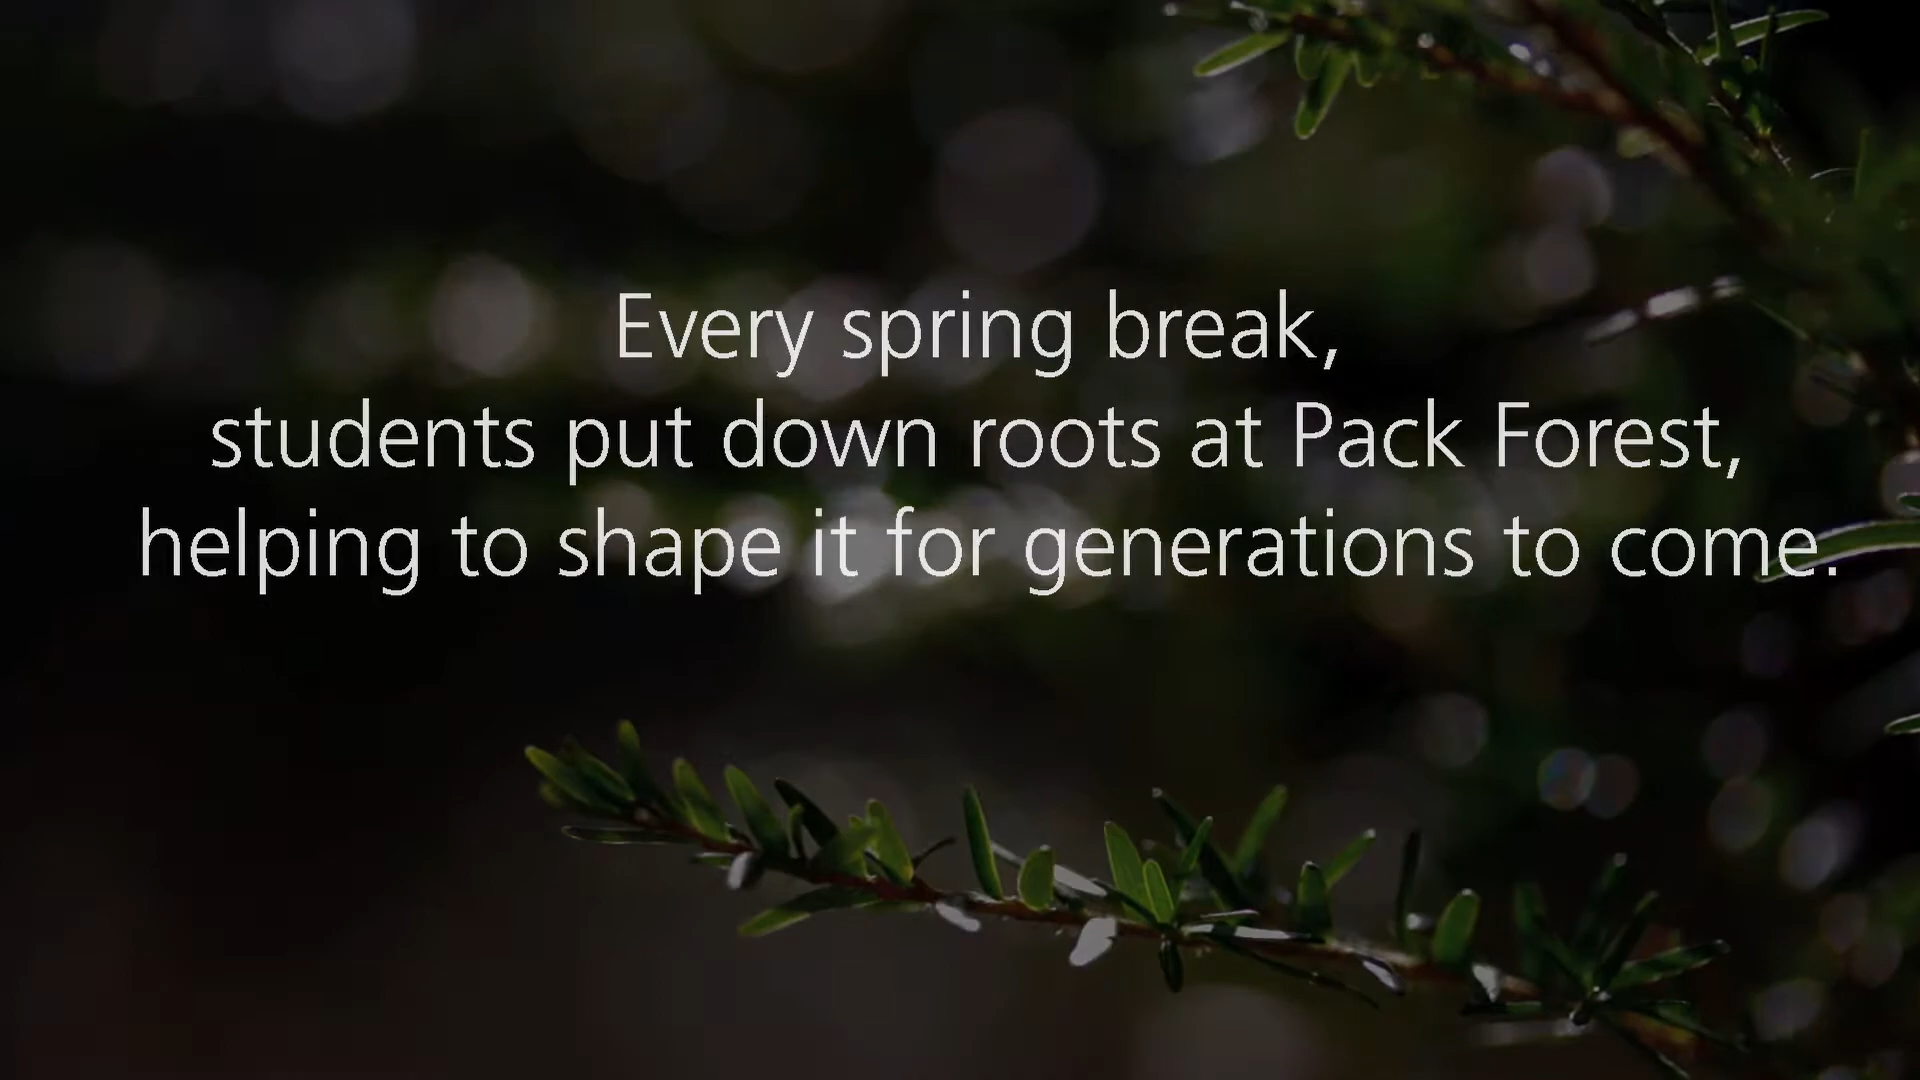 Every spring break,
students put down roots at Pack Forest,
helping to shape it for generations to come.